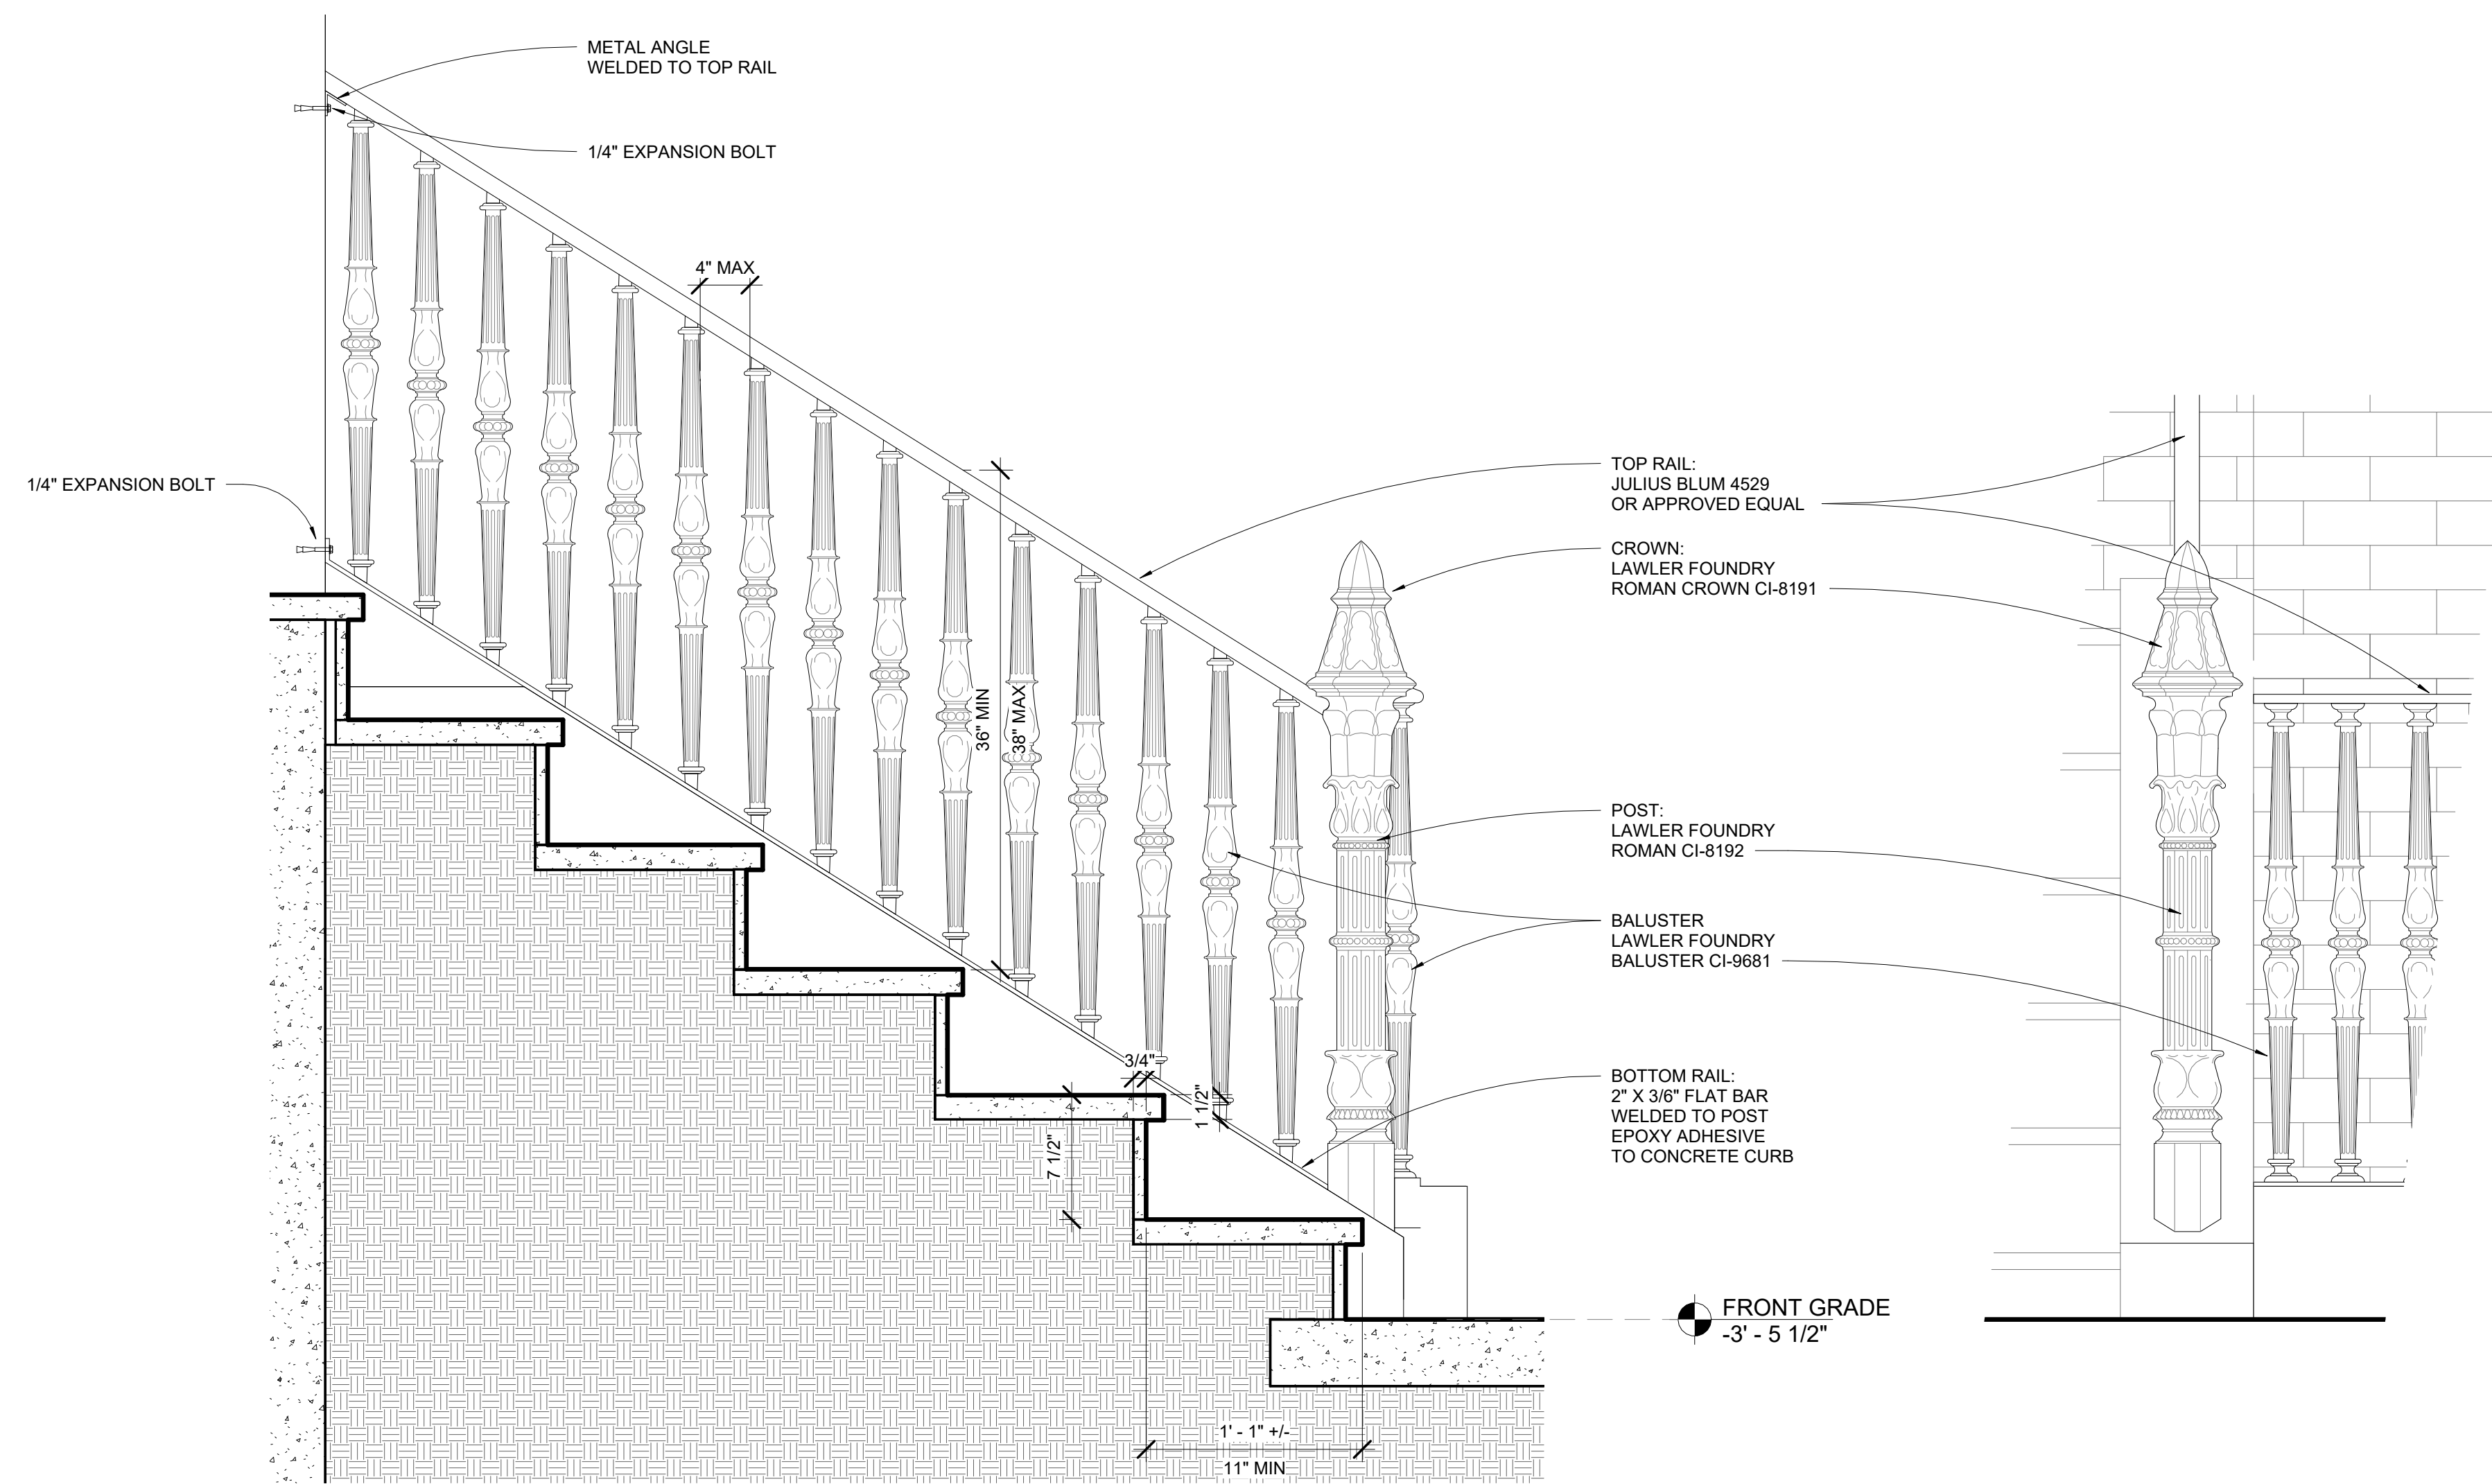 METAL ANGLE
WELDED TO TOP RAIL
1/4" EXPANSION BOLT
4" MAX
TOP RAIL:
JULIUS BLUM 4529
OR APPROVED EQUAL
1/4" EXPANSION BOLT
CROWN:
LAWLER FOUNDRY
ROMAN CROWN CI-8191
36" MIN
38" MAX
POST:
LAWLER FOUNDRY
ROMAN CI-8192
BALUSTER
LAWLER FOUNDRY
BALUSTER CI-9681
3/4"
1 1/2"
7 1/2"
BOTTOM RAIL:
2" X 3/6" FLAT BAR
WELDED TO POST
EPOXY ADHESIVE
TO CONCRETE CURB
FRONT GRADE
-3' - 5 1/2"
1' - 1" +/-
11" MIN